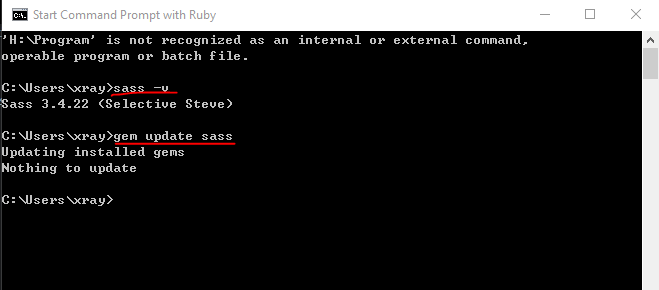 Start Command Prompt with Ruby
'H:\Program' is not recognized as an internal or external command,
operable program or batch file.
C:\Users\xray>sass -v
Sass 3.4.22 (Selective Steve)
C:\Users\xray>gem update sass
Updating installed gems
Nothing to update
C:\Users\xray>